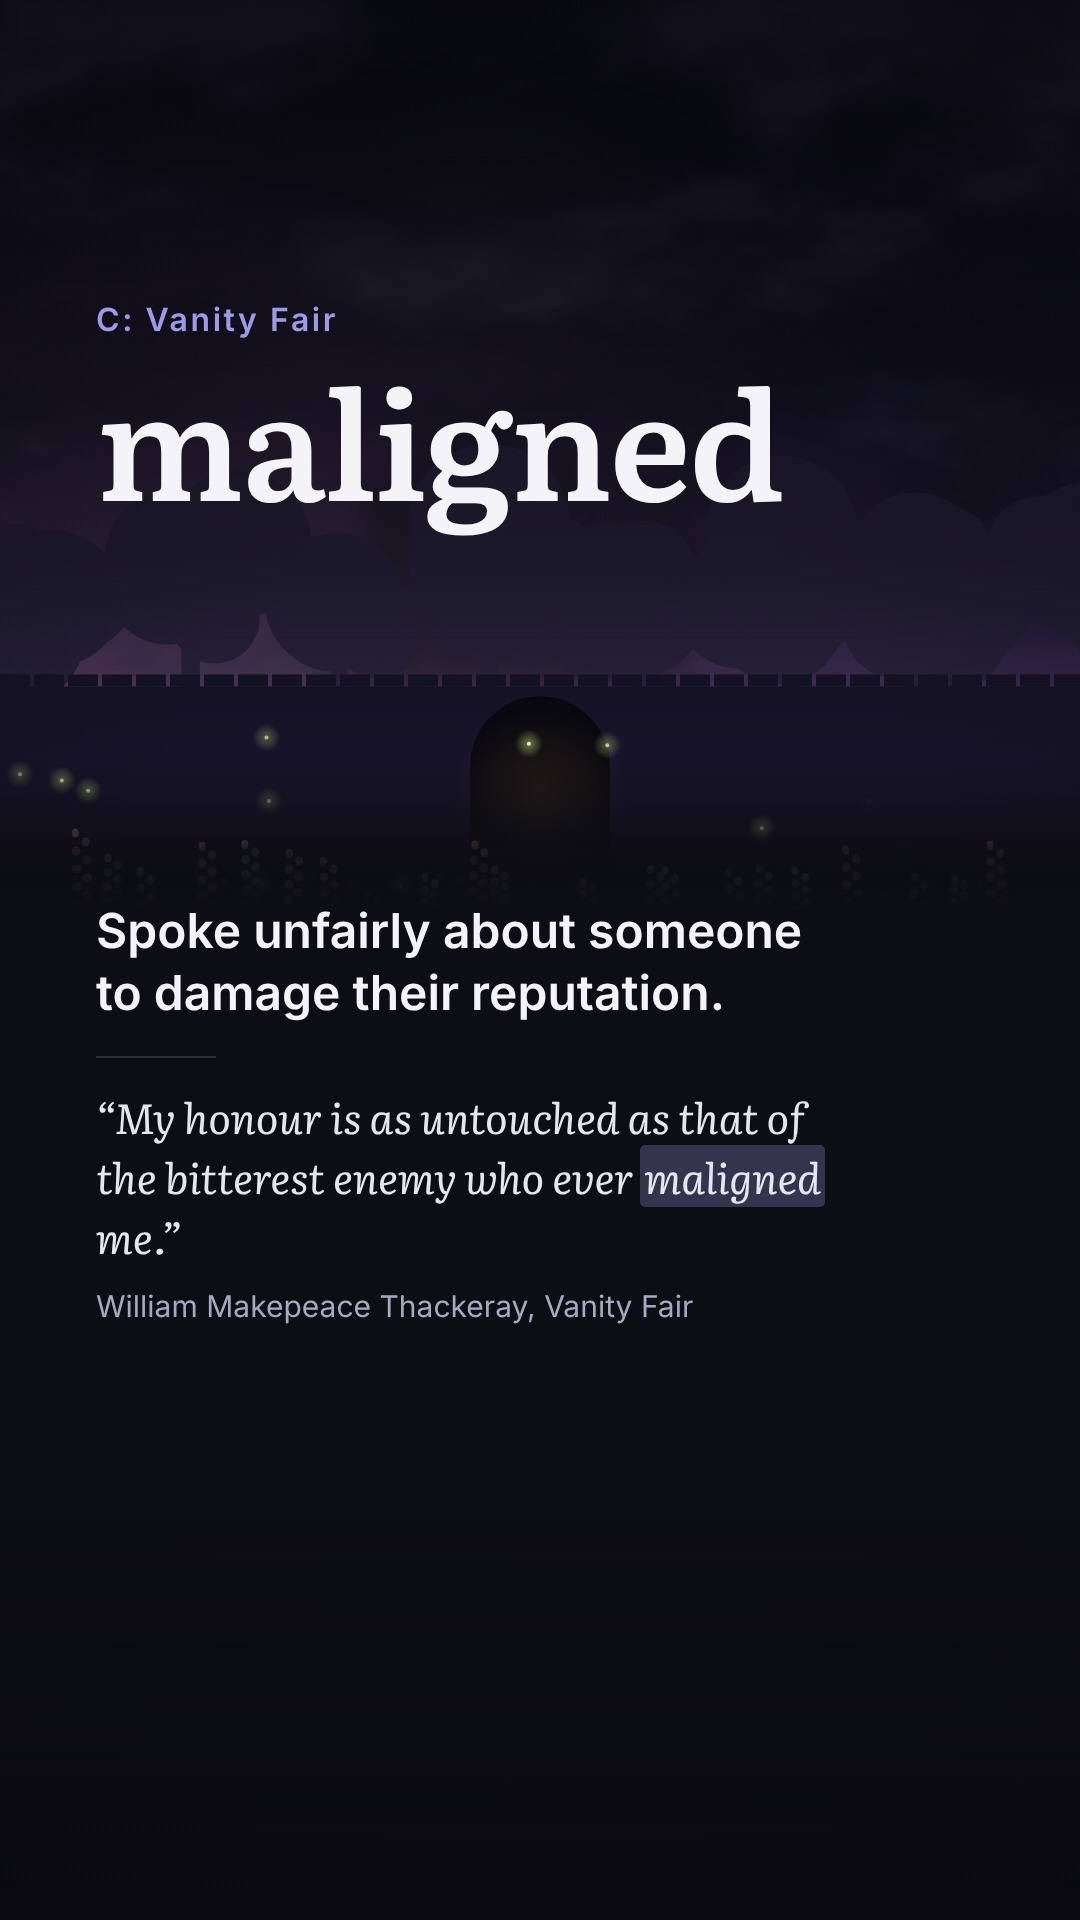 C: Vanity Fair
maligned
Spoke unfairly about someone
to damage their reputation.
“My honour is as untouched as that of
the bitterest enemy who ever maligned
me.”
William Makepeace Thackeray, Vanity Fair